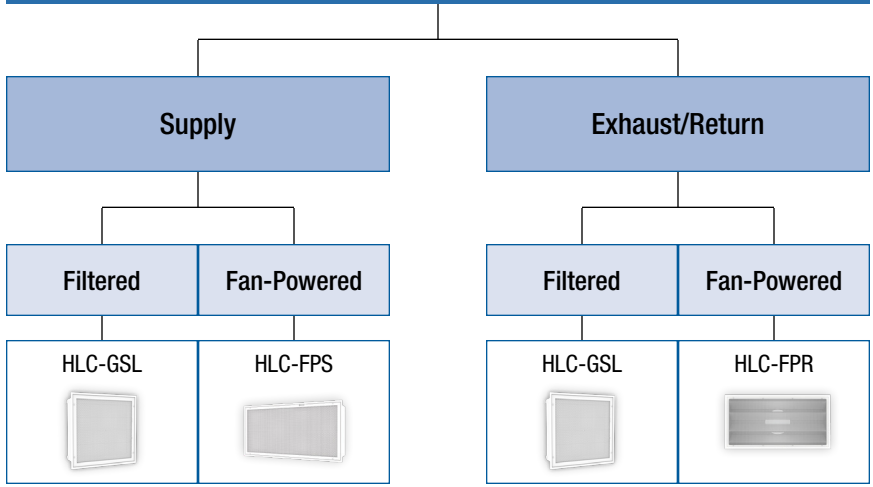 Supply
Exhaust/Return
Filtered
Fan-Powered
Filtered
Fan-Powered
HLC-GSL
HLC-FPS
HLC-GSL
HLC-FPR